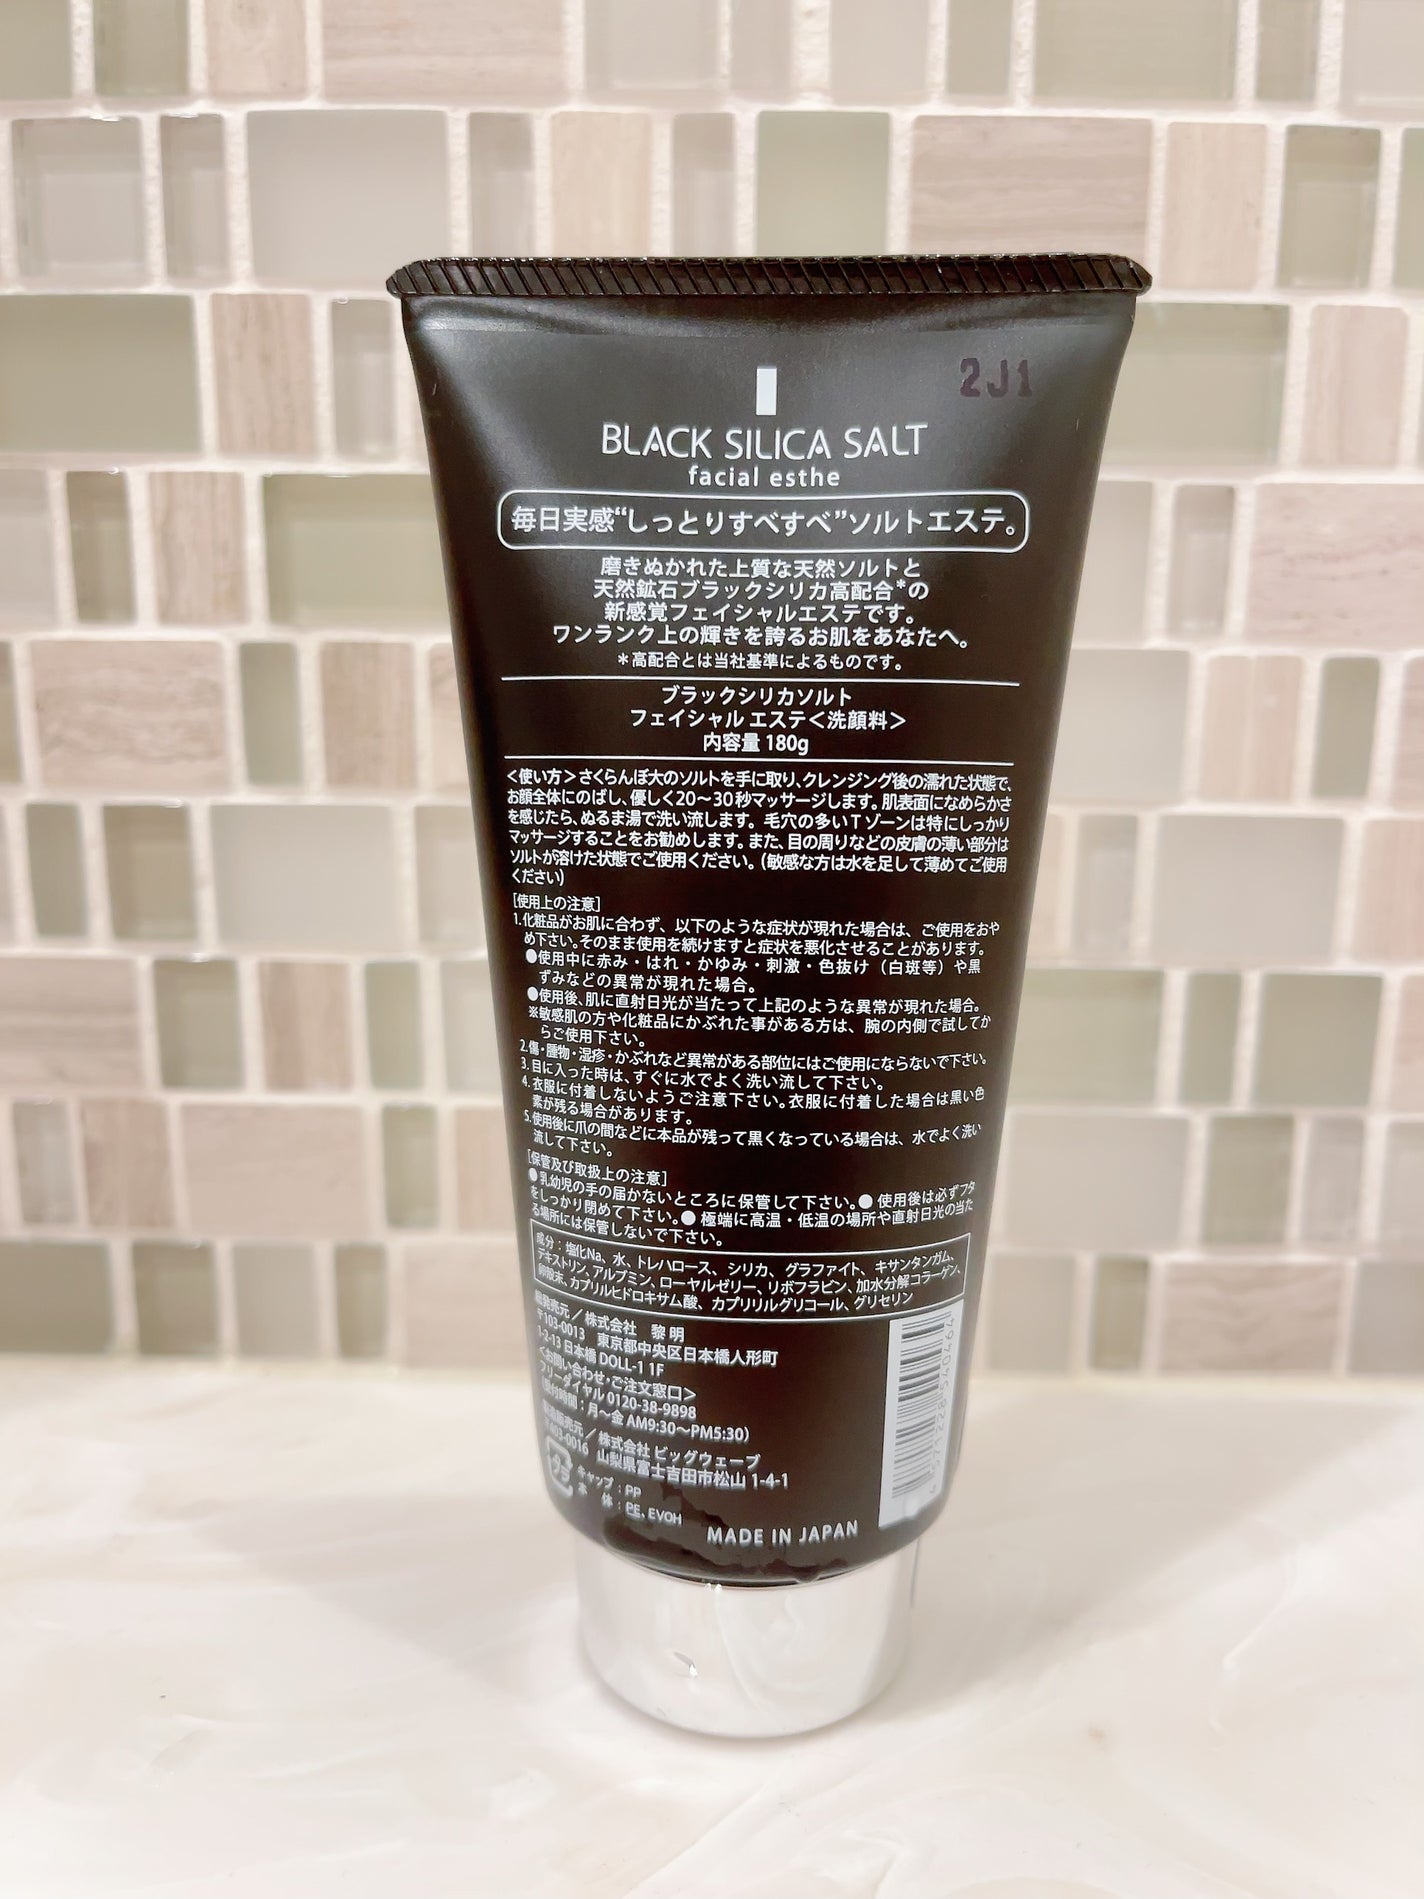 2J1
BLACK SILICA SALT
facial esthe
毎日実感“しっとりすべすべ”ソルトエステ。
磨きぬかれた上質な天然ソルトと
天然鉱石ブラックシリカ高配合*の
新感覚フェイシャルエステです。
ワンランク上の輝きを誇るお肌をあなたへ。
*高配合とは当社基準によるものです。
ブラックシリカソルト
フェイシャル エステ<洗顔料>
内容量 180g
<使い方>さくらんぼ大のソルトを手に取り、クレンジング後の濡れた状態で、
お顔全体にのばし、優しく20〜30秒マッサージします。肌表面になめらかさ
を感じたら、ぬるま湯で洗い流します。毛穴の多いTゾーンは特にしっかり
マッサージすることをお勧めします。また、目の周りなどの皮膚の薄い部分は
ソルトが溶けた状態でご使用ください。(敏感な方は水を足して薄めてご使用
ください)
[使用上の注意]
1.化粧品がお肌に合わず、以下のような症状が現れた場合は、ご使用をおや
め下さい。そのまま使用を続けますと症状を悪化させることがあります。
●使用中に赤み・はれ・かゆみ・刺激・色抜け(白斑等)や黒
ずみなどの異常が現れた場合。
●使用後、肌に直射日光が当たって上記のような異常が現れた場合。
※敏感肌の方や化粧品にかぶれた事がある方は、腕の内側で試してか
らご使用下さい。
2.傷・腫物・湿疹・かぶれなど異常がある部位にはご使用にならないで下さい。
3.目に入った時は、すぐに水でよく洗い流して下さい。
4.衣服に付着しないようご注意下さい。衣服に付着した場合は黒い色
素が残る場合があります。
5.使用後に爪の間などに本品が残って黒くなっている場合は、水でよく洗い
流して下さい。
[保管及び取扱上の注意]
●乳幼児の手の届かないところに保管して下さい。●使用後は必ずフタ
をしっかり閉めて下さい。●極端に高温・低温の場所や直射日光の当た
る場所には保管しないで下さい。
成分:塩化Na、水、トレハロース、シリカ、グラファイト、キサンタンガム、
デキストリン、アルブミン、ローヤルゼリー、リボフラビン、加水分解コラーゲン、
卵殻末、カプリルヒドロキサム酸、カプリリルグリコール、グリセリン
総発売元/株式会社 黎明
〒103-0013 東京都中央区日本橋人形町
1-2-13 日本橋 DOLL-1 1F
<お問い合わせ・ご注文窓口>
フリーダイヤル 0120-38-9898
(受付時間:月〜金 AM9:30〜PM5:30)
製造販売元/株式会社 ビッグウェーブ
〒403-0016 山梨県富士吉田市松山 1-4-1
キャップ:PP
本 体:PE、EVOH
MADE IN JAPAN